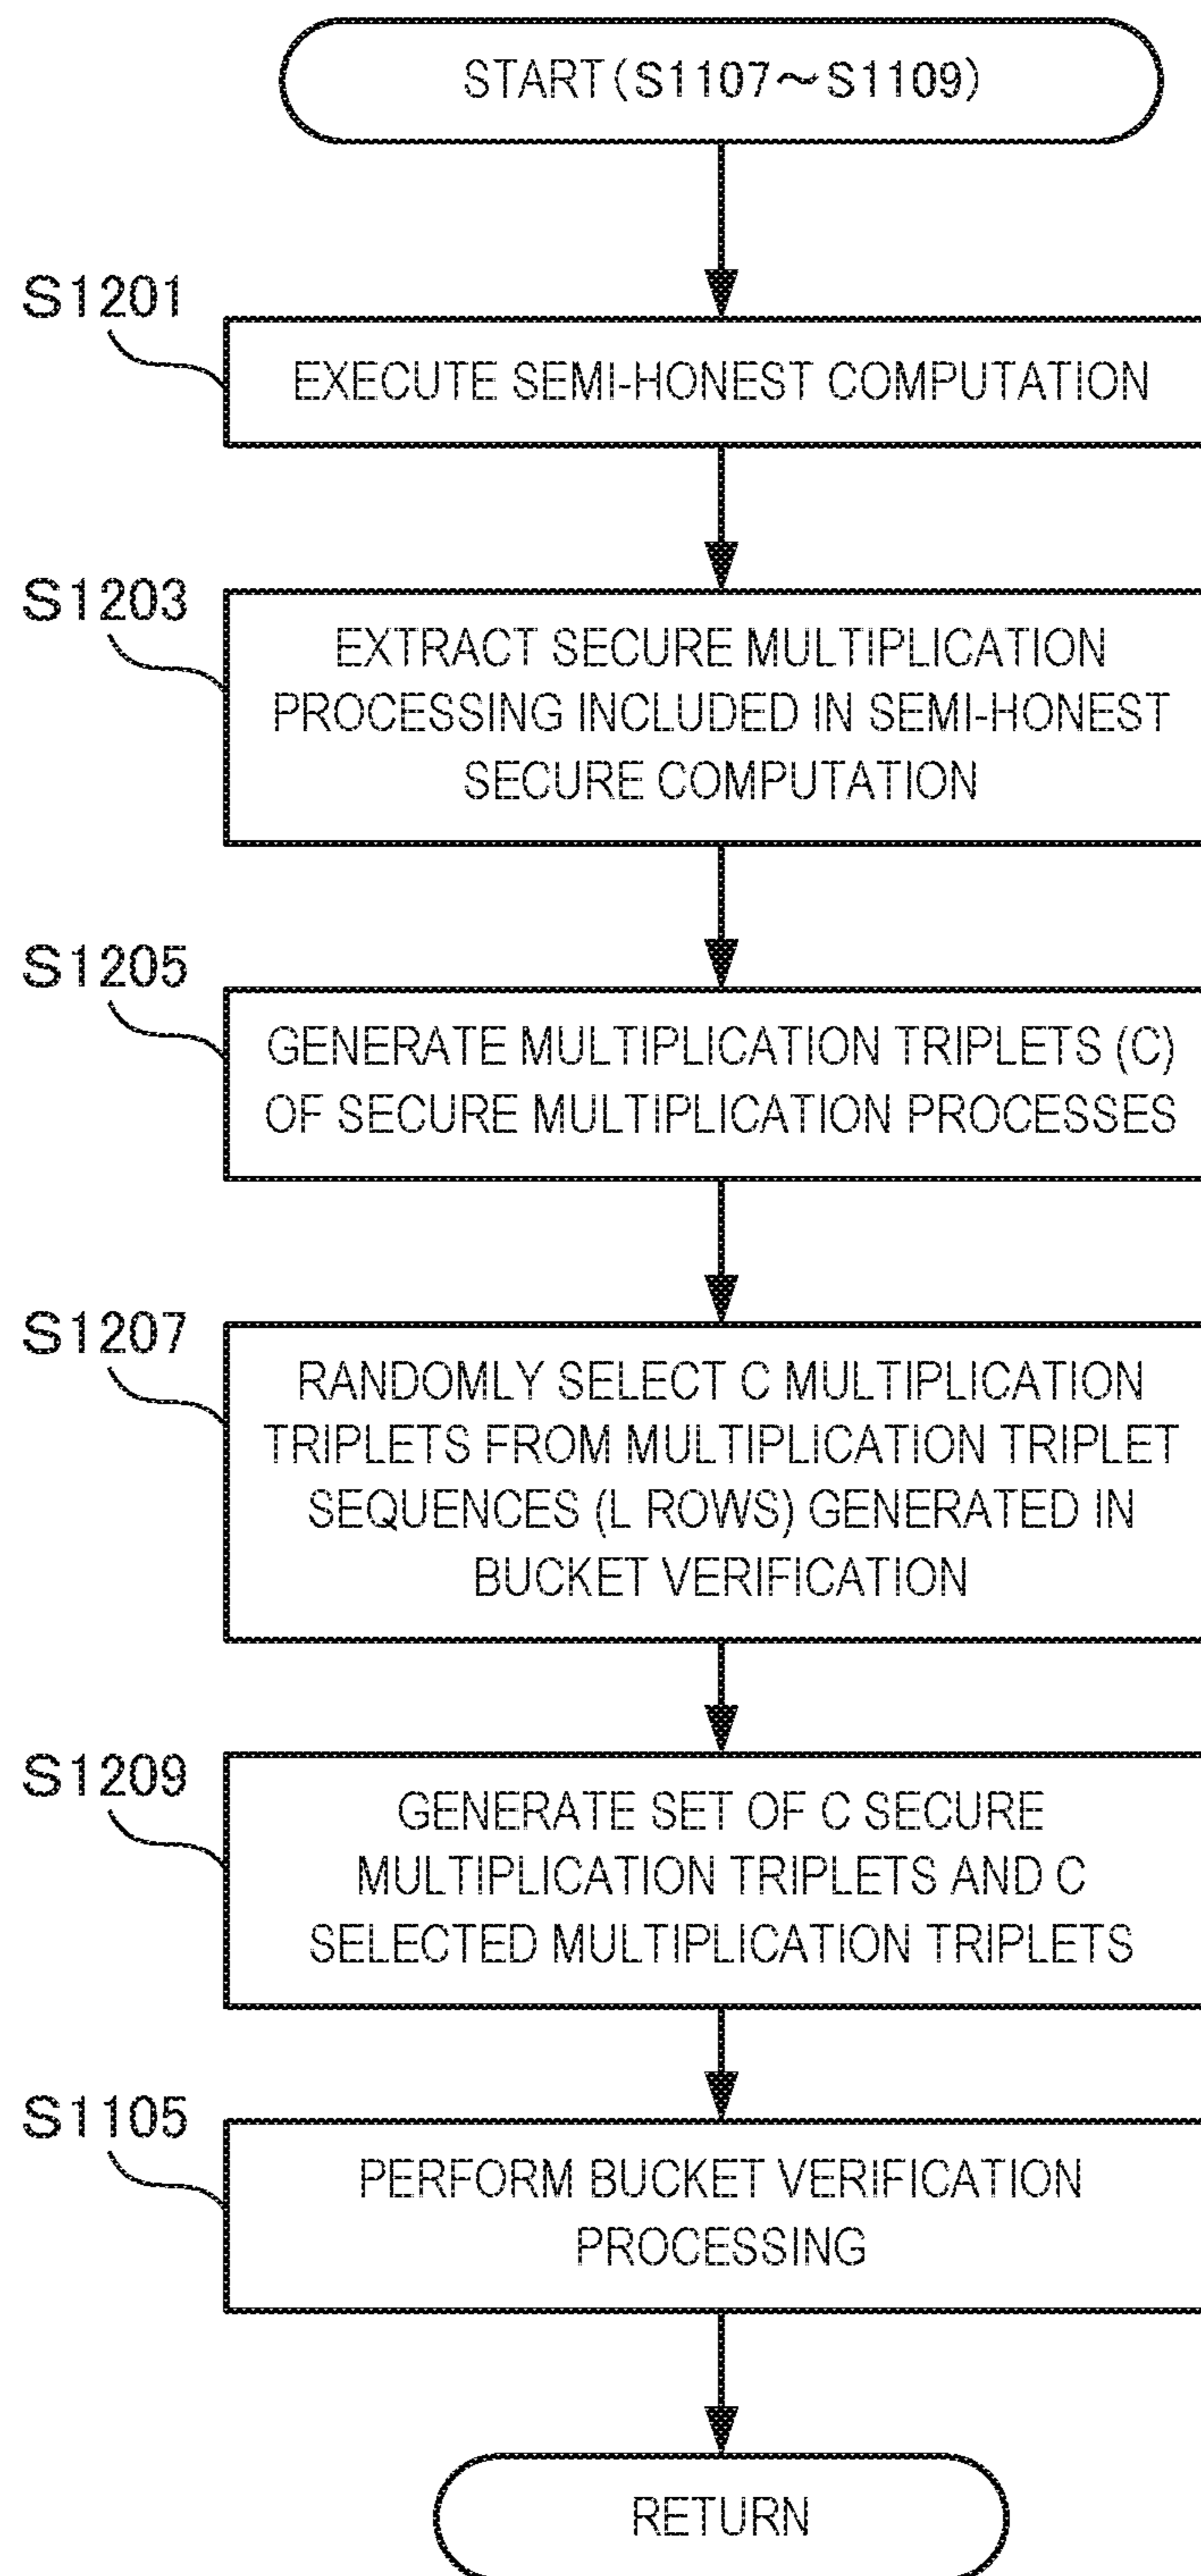 START(S1107～S1109)
S1201
EXECUTE SEMI-HONEST COMPUTATION
S1203
EXTRACT SECURE MULTIPLICATION
PROCESSING INCLUDED IN SEMI-HONEST
SECURE COMPUTATION
S1205
GENERATE MULTIPLICATION TRIPLETS (C)
OF SECURE MULTIPLICATION PROCESSES
S1207
RANDOMLY SELECT C MULTIPLICATION
TRIPLETS FROM MULTIPLICATION TRIPLET
SEQUENCES (L ROWS) GENERATED IN
BUCKET VERIFICATION
S1209
GENERATE SET OF C SECURE
MULTIPLICATION TRIPLETS AND C
SELECTED MULTIPLICATION TRIPLETS
S1105
PERFORM BUCKET VERIFICATION
PROCESSING
RETURN